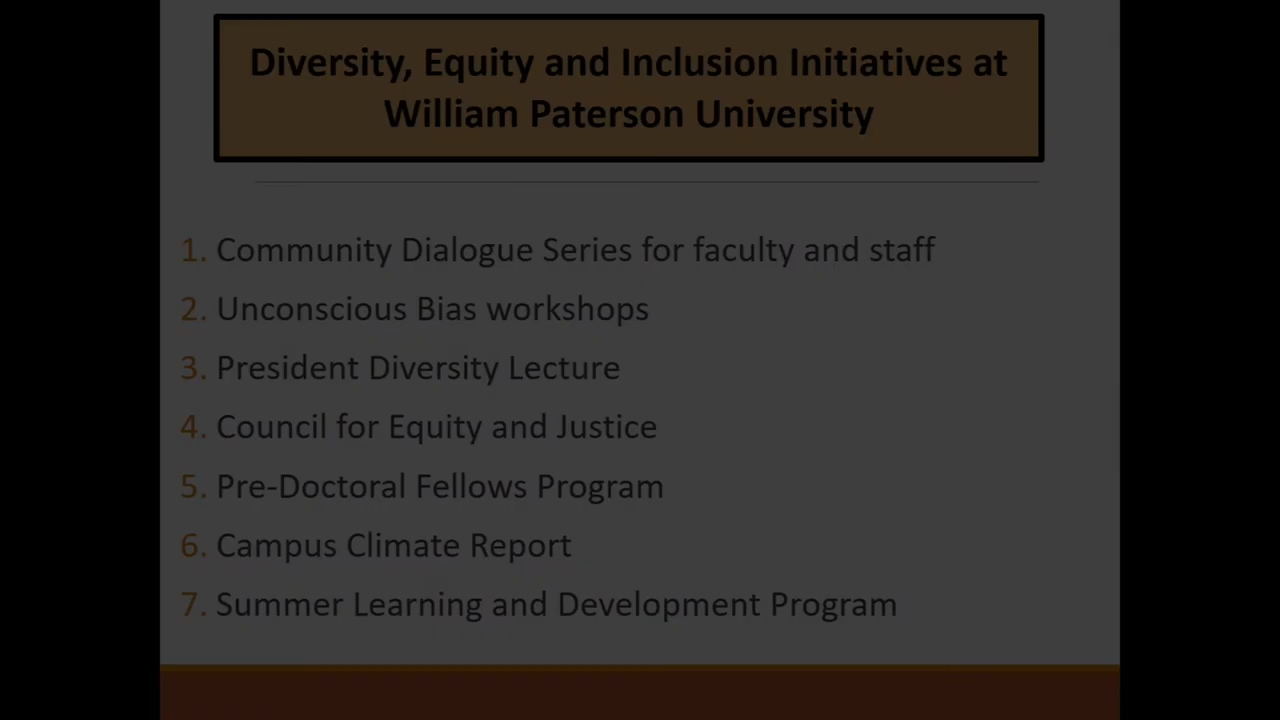 Diversity, Equity and Inclusion Initiatives at
William Paterson University
1. Community Dialogue Series for faculty and staff
2. Unconscious Bias workshops
3. President Diversity Lecture
4. Council for Equity and Justice
5. Pre-Doctoral Fellows Program
6. Campus Climate Report
7. Summer Learning and Development Program